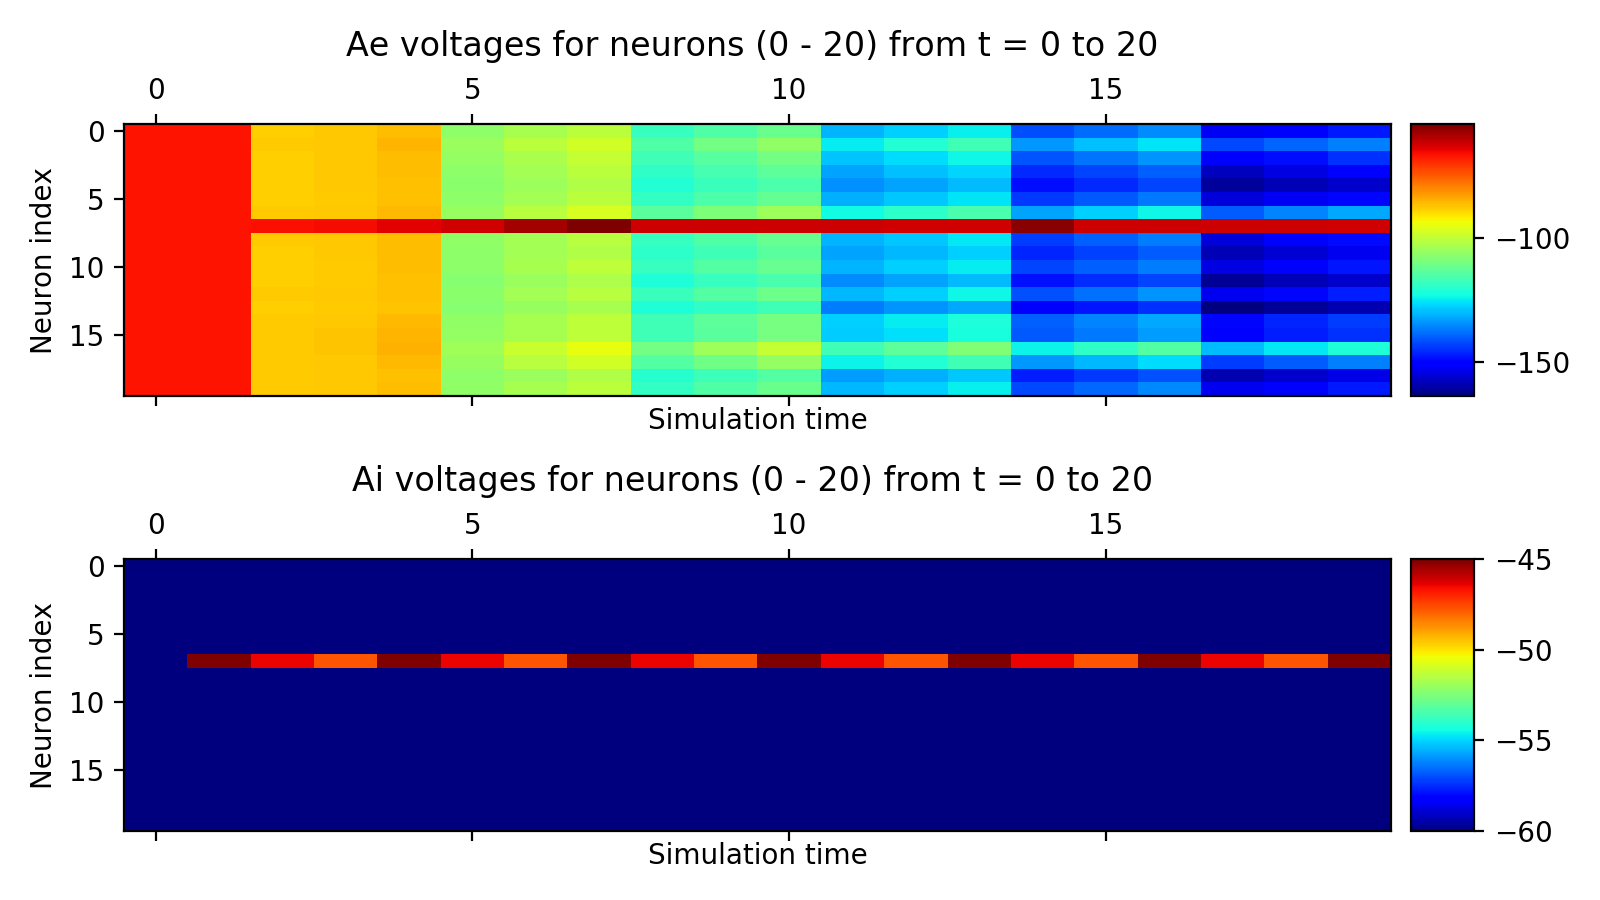 Ae voltages for neurons (0 - 20) from t = 0 to 20
0 5 10 15
Neuron index
0
5
10
15
Simulation time
−100
−150
Ai voltages for neurons (0 - 20) from t = 0 to 20
0 5 10 15
Neuron index
0
5
10
15
Simulation time
−45
−50
−55
−60